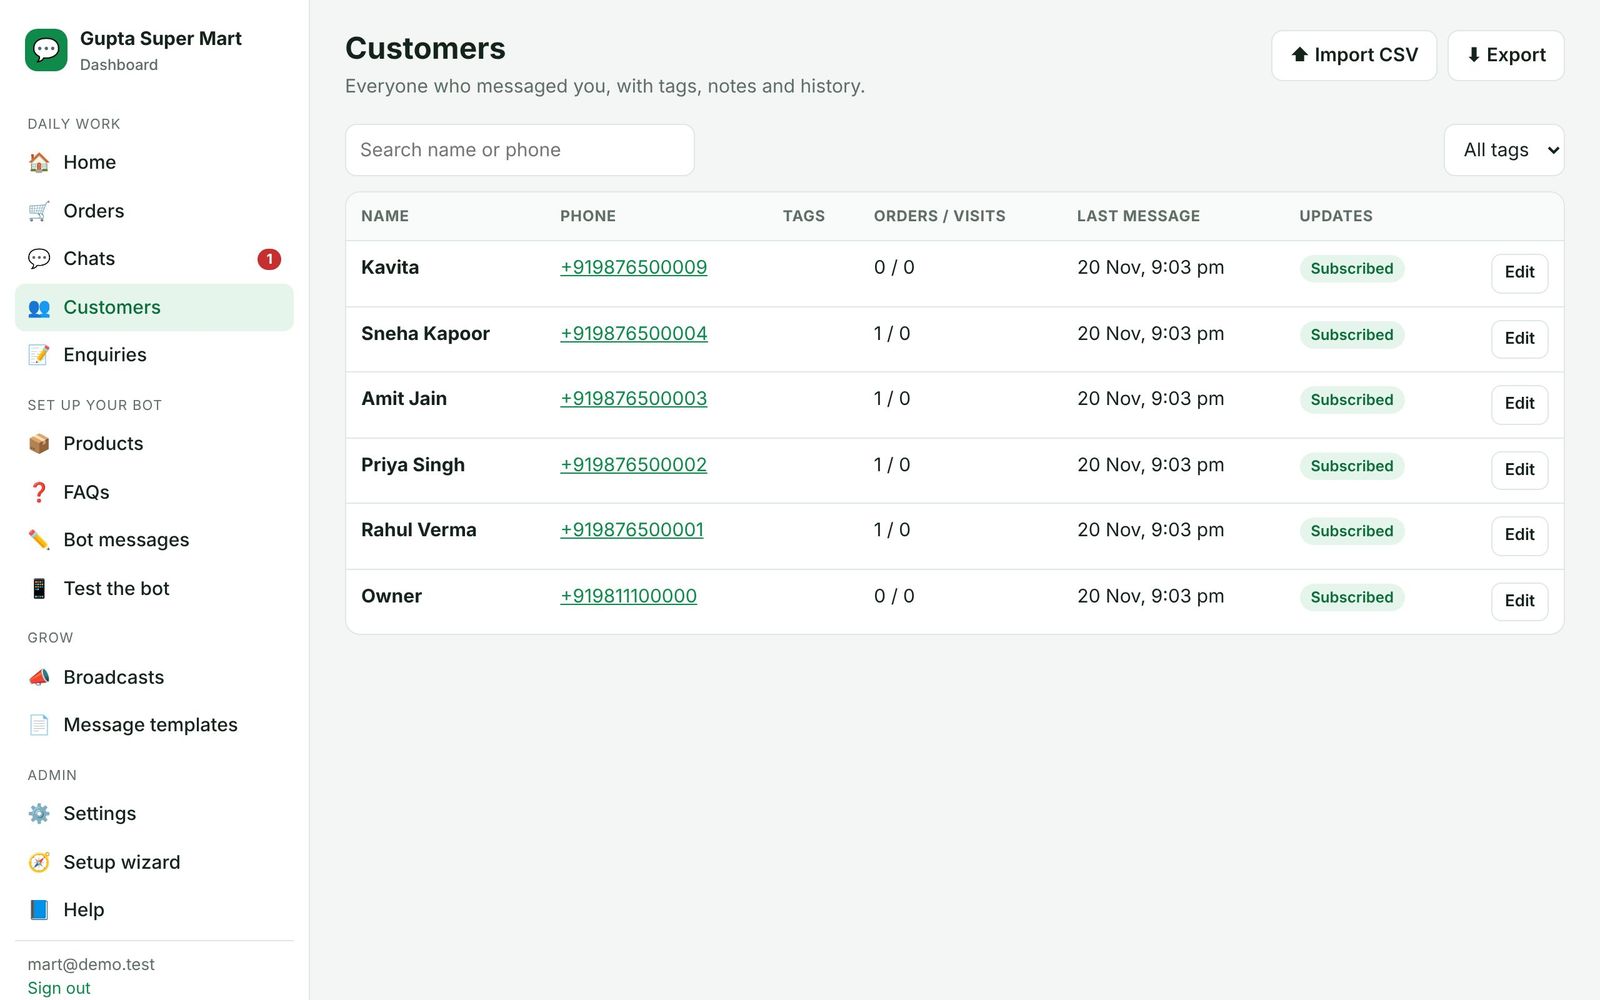 Gupta Super Mart
Dashboard
DAILY WORK
Home
Orders
Chats 1
Customers
Enquiries
SET UP YOUR BOT
Products
FAQs
Bot messages
Test the bot
GROW
Broadcasts
Message templates
ADMIN
Settings
Setup wizard
Help
mart@demo.test
Sign out
Customers
Everyone who messaged you, with tags, notes and history.
Import CSV
Export
Search name or phone
All tags
NAME PHONE TAGS ORDERS / VISITS LAST MESSAGE UPDATES
Kavita +919876500009 0 / 0 20 Nov, 9:03 pm Subscribed Edit
Sneha Kapoor +919876500004 1 / 0 20 Nov, 9:03 pm Subscribed Edit
Amit Jain +919876500003 1 / 0 20 Nov, 9:03 pm Subscribed Edit
Priya Singh +919876500002 1 / 0 20 Nov, 9:03 pm Subscribed Edit
Rahul Verma +919876500001 1 / 0 20 Nov, 9:03 pm Subscribed Edit
Owner +919811100000 0 / 0 20 Nov, 9:03 pm Subscribed Edit